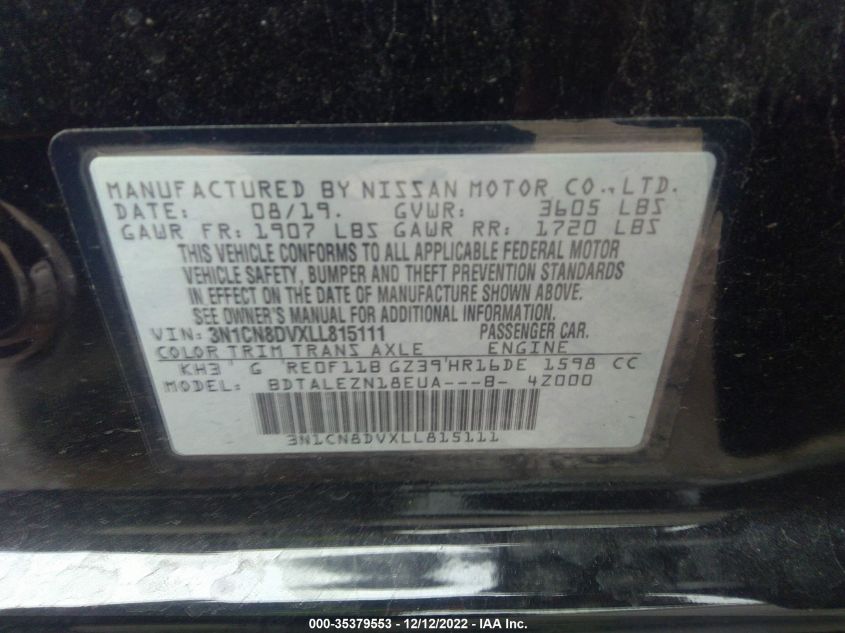 MANUFACTURED BY NISSAN MOTOR CO., LTD.
DATE: 08/19. GVWR: 3605 LBS
GAWR FR: 1907 LBS GAWR RR: 1720 LBS
THIS VEHICLE CONFORMS TO ALL APPLICABLE FEDERAL MOTOR
VEHICLE SAFETY, BUMPER AND THEFT PREVENTION STANDARDS
IN EFFECT ON THE DATE OF MANUFACTURE SHOWN ABOVE.
SEE OWNER'S MANUAL FOR ADDITIONAL INFORMATION.
VIN: 3N1CN8DVXLL815111 PASSENGER CAR.
COLOR TRIM TRANS AXLE ENGINE
KH3 G RE0F11B GZ39 HR16DE 1598 CC
MODEL: BDTALEZN18EUA---B- 4Z000
3N1CN8DVXLL815111
000-35379553 - 12/12/2022 - IAA Inc.